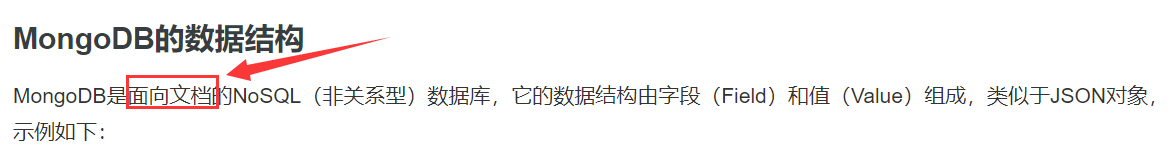 MongoDB的数据结构
MongoDB是面向文档的NoSQL（非关系型）数据库，它的数据结构由字段（Field）和值（Value）组成，类似于JSON对象，
示例如下：